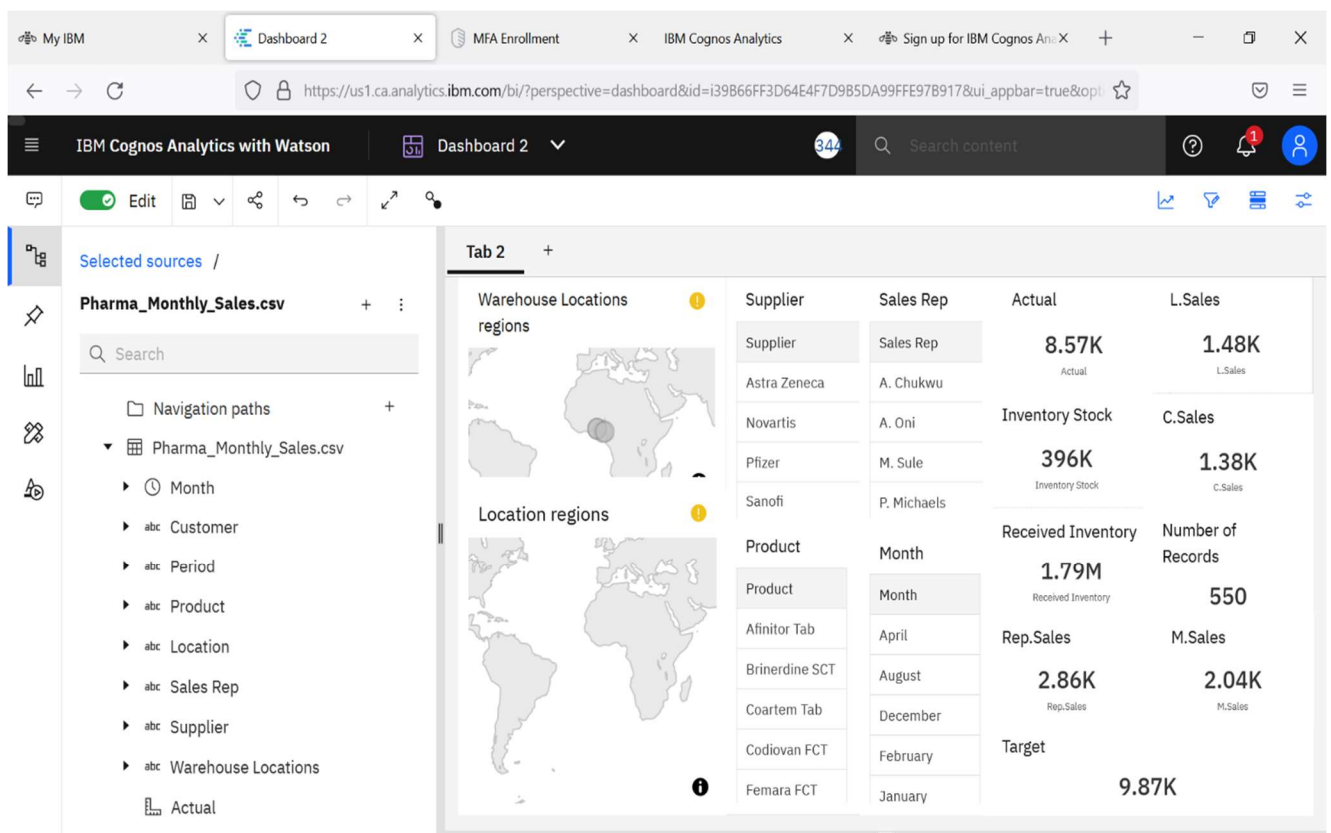 My IBM
Dashboard 2
MFA Enrollment
IBM Cognos Analytics
Sign up for IBM Cognos Ana
https://us1.ca.analytics.ibm.com/bi/?perspective=dashboard&id=i39B66FF3D64E4F7D9B5DA99FFE97B917&ui_appbar=true&opt
IBM Cognos Analytics with Watson
Dashboard 2
344
Search content
1
Edit
Selected sources /
Pharma_Monthly_Sales.csv
Search
Navigation paths
Pharma_Monthly_Sales.csv
Month
abc Customer
abc Period
abc Product
abc Location
abc Sales Rep
abc Supplier
abc Warehouse Locations
Actual
Tab 2
Warehouse Locations
regions
Location regions
Supplier
Supplier
Astra Zeneca
Novartis
Pfizer
Sanofi
Product
Product
Afinitor Tab
Brinerdine SCT
Coartem Tab
Codiovan FCT
Femara FCT
Sales Rep
Sales Rep
A. Chukwu
A. Oni
M. Sule
P. Michaels
Month
Month
April
August
December
February
January
Actual
8.57K
Actual
Inventory Stock
396K
Inventory Stock
Received Inventory
1.79M
Received Inventory
Rep.Sales
2.86K
Rep.Sales
Target
9.87K
L.Sales
1.48K
L.Sales
C.Sales
1.38K
C.Sales
Number of
Records
550
M.Sales
2.04K
M.Sales